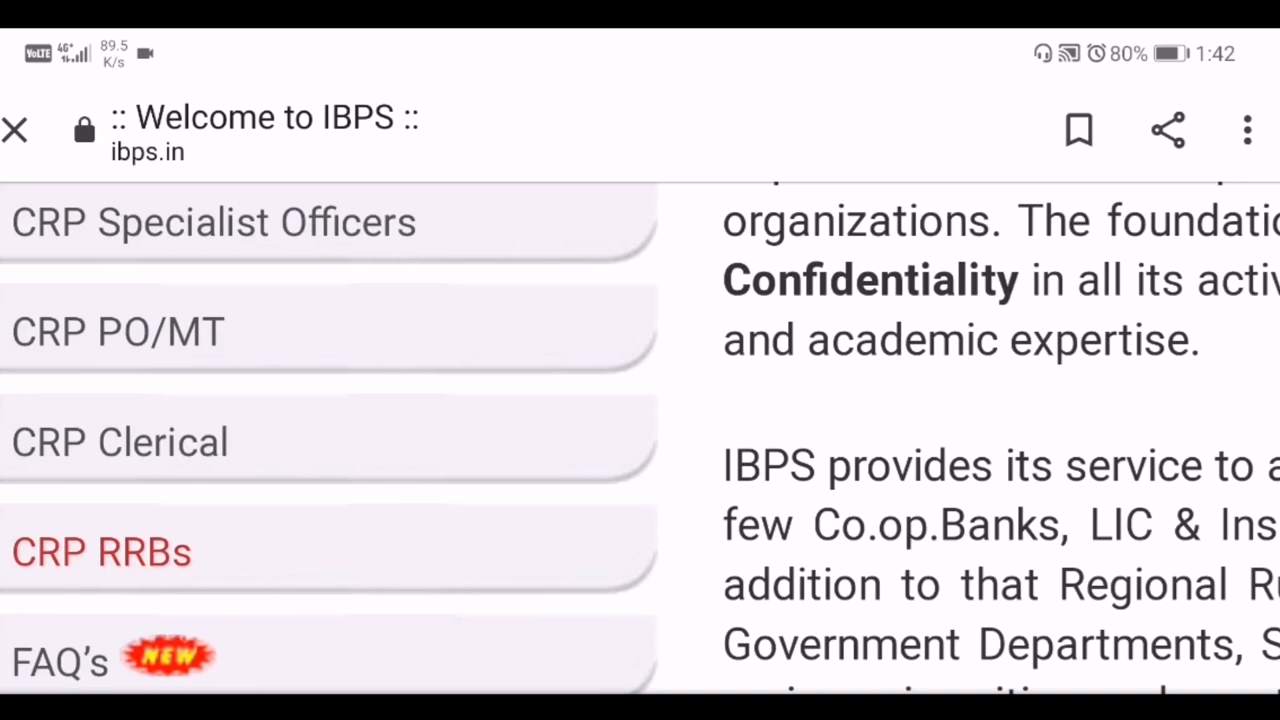 VoLTE 4G+ 89.5 K/s 80% 1:42
:: Welcome to IBPS ::
ibps.in
CRP Specialist Officers
CRP PO/MT
CRP Clerical
CRP RRBs
FAQ’s NEW
organizations. The foundatio
Confidentiality in all its activ
and academic expertise.
IBPS provides its service to a
few Co.op.Banks, LIC & Ins
addition to that Regional Ru
Government Departments, S